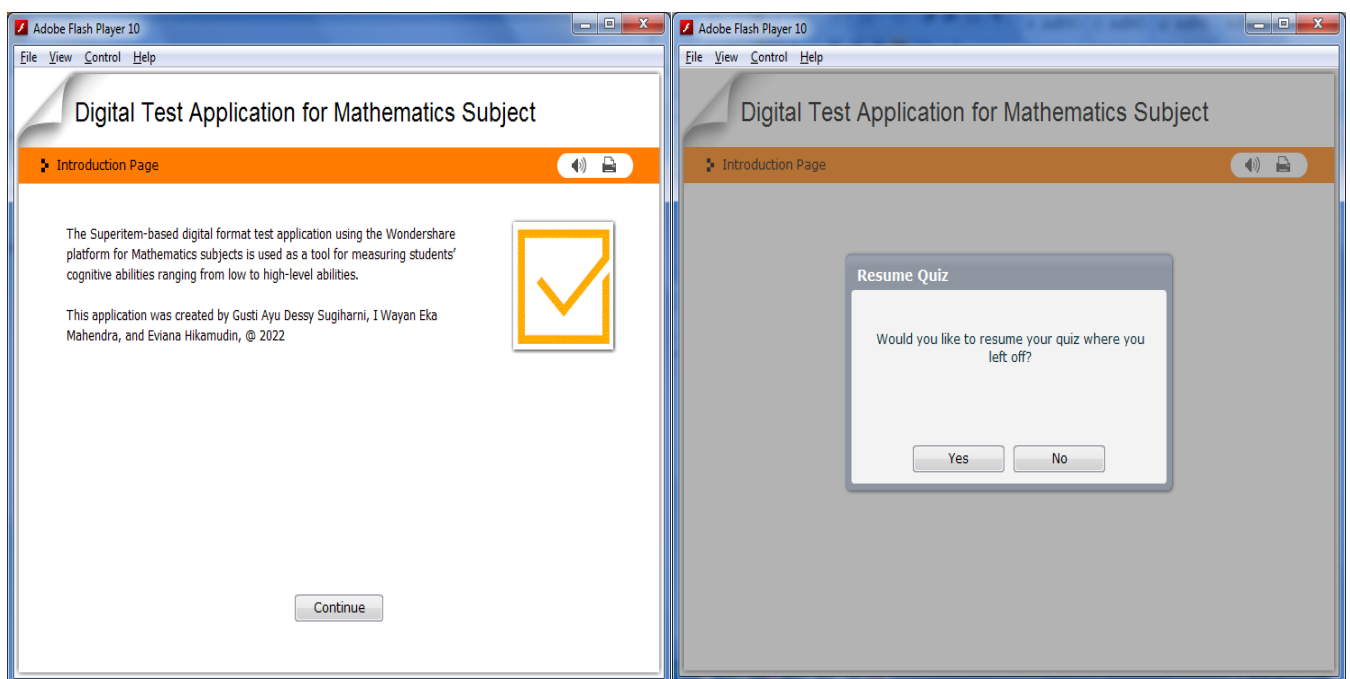 Adobe Flash Player 10
File View Control Help
Digital Test Application for Mathematics Subject
Introduction Page
The Superitem-based digital format test application using the Wondershare
platform for Mathematics subjects is used as a tool for measuring students'
cognitive abilities ranging from low to high-level abilities.
This application was created by Gusti Ayu Dessy Sugiharni, I Wayan Eka
Mahendra, and Eviana Hikamudin, @ 2022
Continue
Adobe Flash Player 10
File View Control Help
Digital Test Application for Mathematics Subject
Introduction Page
Resume Quiz
Would you like to resume your quiz where you
left off?
Yes No